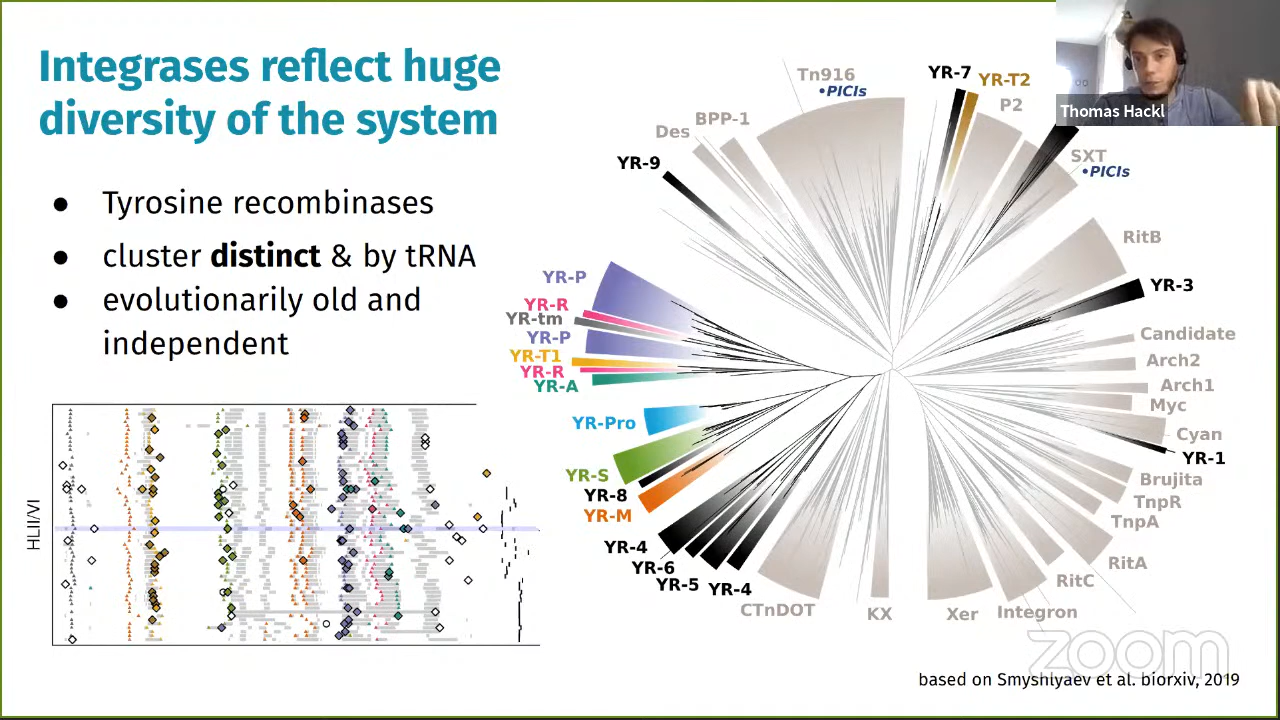 Integrases reflect huge
diversity of the system
● Tyrosine recombinases
● cluster distinct & by tRNA
● evolutionarily old and
independent
HLII/VI
Thomas Hackl
Tn916
•PICIs
YR-7
YR-T2
P2
SXT
•PICIs
RitB
YR-3
Candidate
Arch2
Arch1
Myc
Cyan
YR-1
Brujita
TnpR
TnpA
RitA
RitC
Integron
Xer
KX
CTnDOT
YR-4
YR-5
YR-6
YR-4
YR-M
YR-8
YR-S
YR-Pro
YR-A
YR-R
YR-T1
YR-P
YR-tm
YR-R
YR-P
YR-9
Des
BPP-1
zoom
based on Smyshlyaev et al. biorxiv, 2019